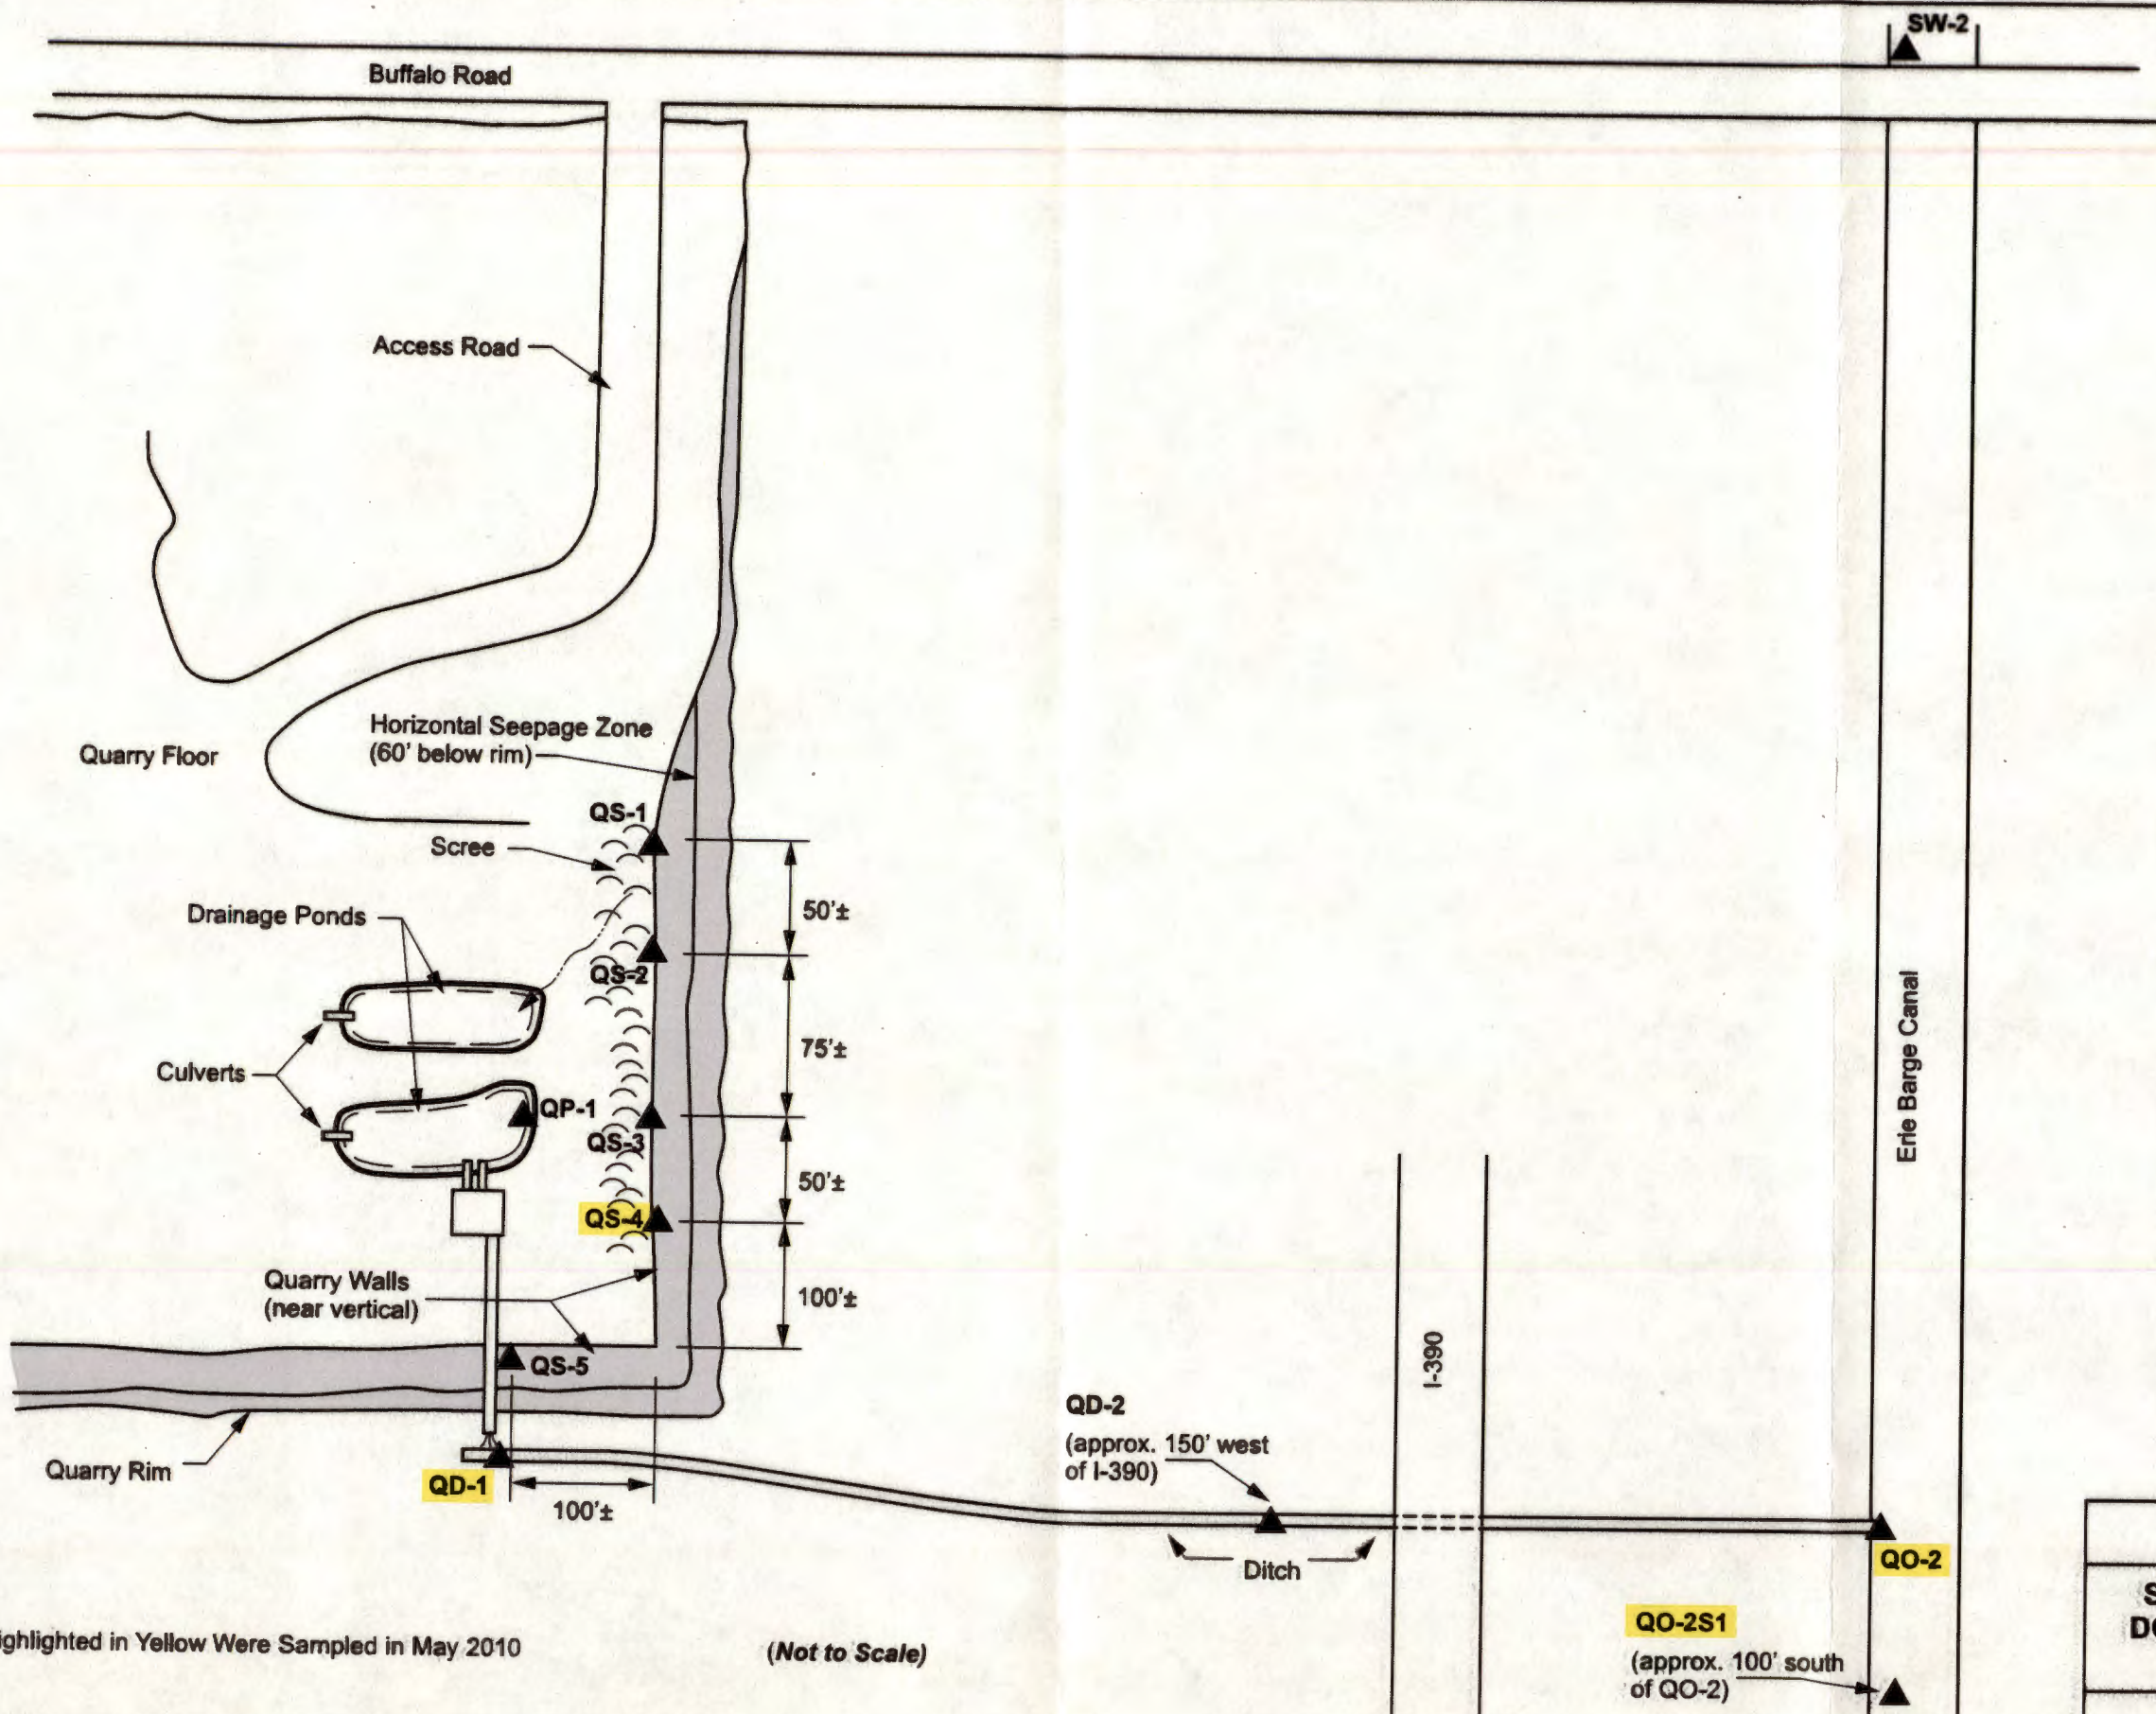 SW-2
Buffalo Road
Access Road
Horizontal Seepage Zone
(60' below rim)
Quarry Floor
QS-1
Scree
50'±
Drainage Ponds
QS-2
Erie Barge Canal
75'±
Culverts
QP-1
QS-3
50'±
QS-4
Quarry Walls
(near vertical)
100'±
I-390
QS-5
QD-2
(approx. 150' west
of I-390)
Quarry Rim
QD-1
100'±
Ditch
QO-2
QO-2S1
(approx. 100' south
of QO-2)
ighlighted in Yellow Were Sampled in May 2010
(Not to Scale)
S